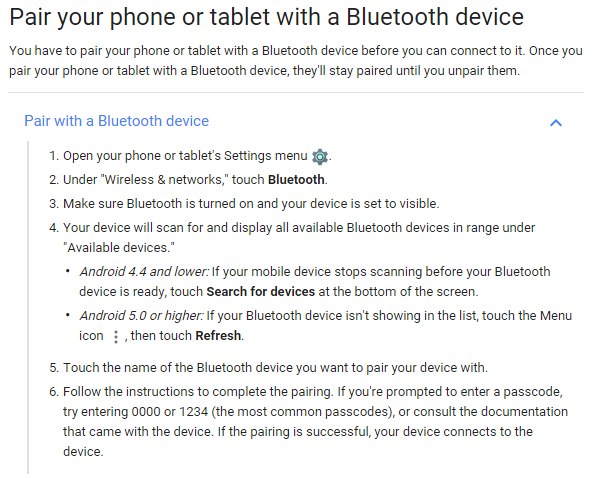 Pair your phone or tablet with a Bluetooth device
You have to pair your phone or tablet with a Bluetooth device before you can connect to it. Once you
pair your phone or tablet with a Bluetooth device, they'll stay paired until you unpair them.
Pair with a Bluetooth device
1. Open your phone or tablet's Settings menu .
2. Under "Wireless & networks," touch Bluetooth.
3. Make sure Bluetooth is turned on and your device is set to visible.
4. Your device will scan for and display all available Bluetooth devices in range under
"Available devices."
• Android 4.4 and lower: If your mobile device stops scanning before your Bluetooth
device is ready, touch Search for devices at the bottom of the screen.
• Android 5.0 or higher: If your Bluetooth device isn't showing in the list, touch the Menu
icon , then touch Refresh.
5. Touch the name of the Bluetooth device you want to pair your device with.
6. Follow the instructions to complete the pairing. If you're prompted to enter a passcode,
try entering 0000 or 1234 (the most common passcodes), or consult the documentation
that came with the device. If the pairing is successful, your device connects to the
device.